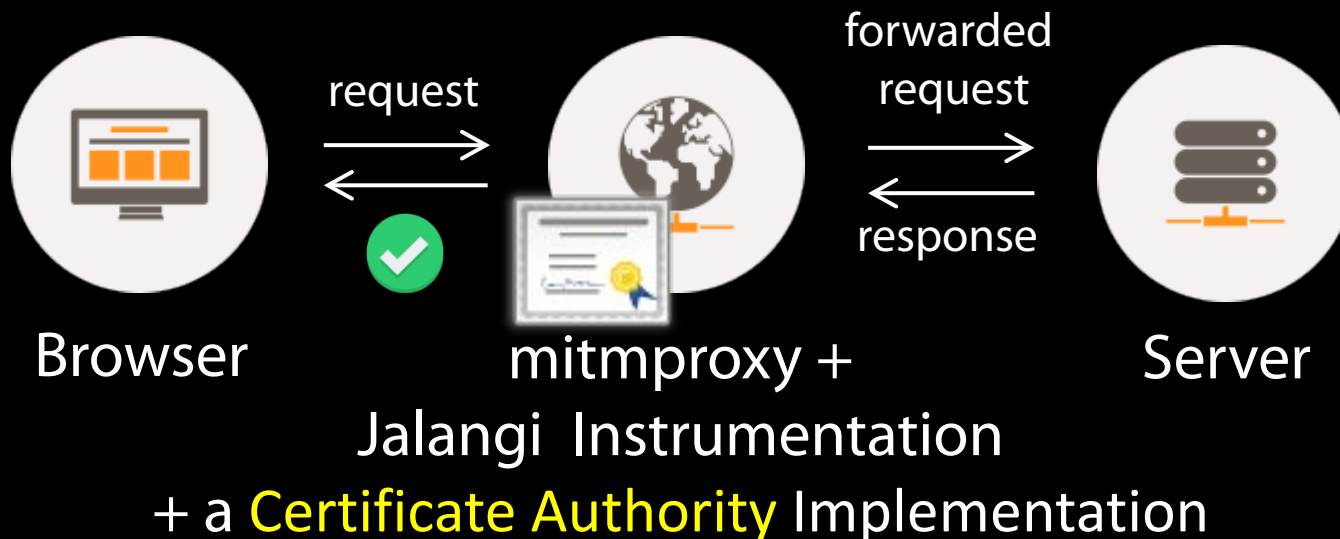 request
forwarded
request
response
Browser
mitmproxy +
Server
Jalangi Instrumentation
+ a Certificate Authority Implementation